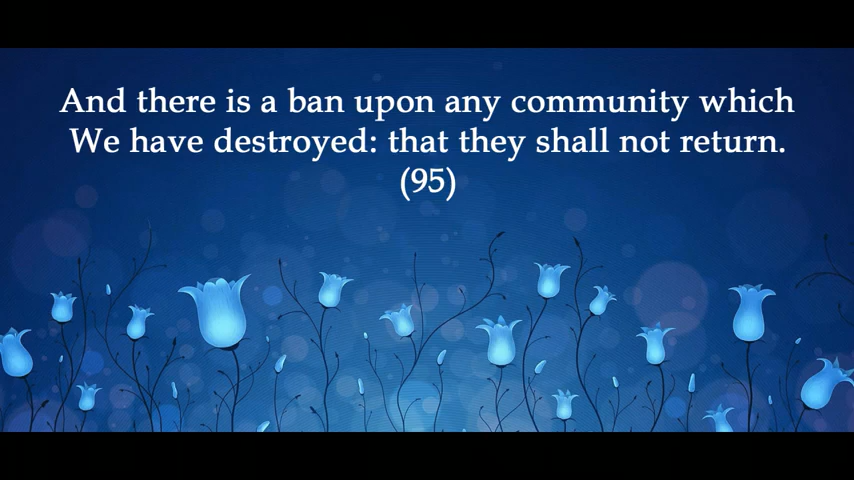 And there is a ban upon any community which
We have destroyed: that they shall not return.
(95)